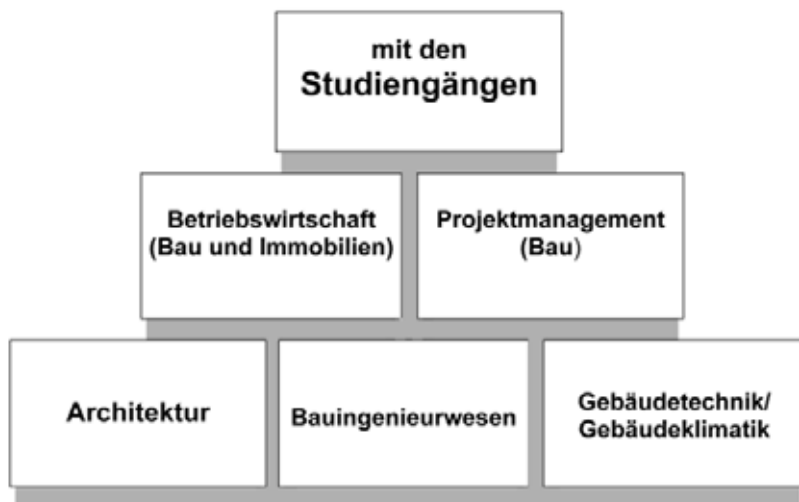 mit den
Studiengängen
Betriebswirtschaft
(Bau und Immobilien)
Projektmanagement
(Bau)
Architektur
Bauingenieurwesen
Gebäudetechnik/
Gebäudeklimatik